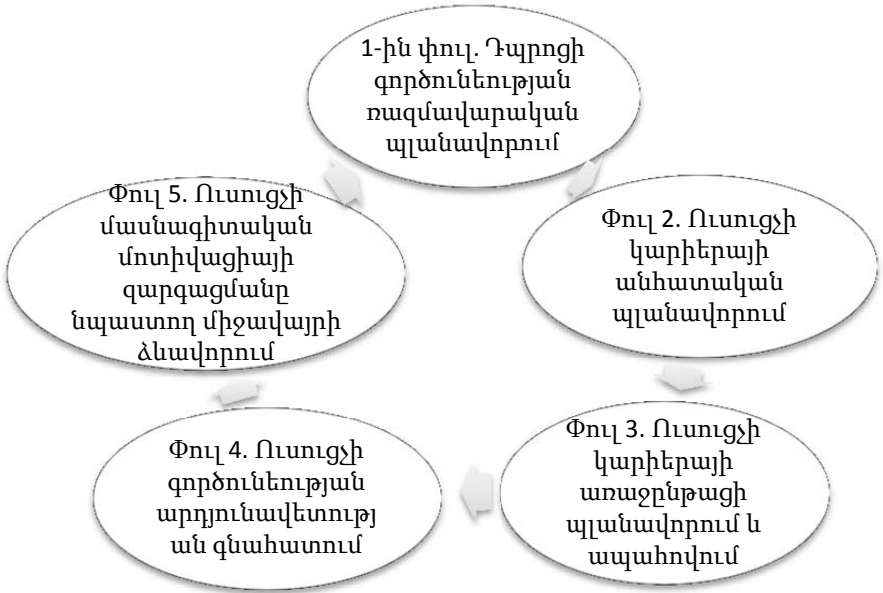 1-ին փուլ. Դպրոցի
գործունեության
ռազմավարական
պլանավորում
Փուլ 2. Ուսուցչի
կարիերայի
անհատական
պլանավորում
Փուլ 3. Ուսուցչի
կարիերայի
առաջընթացի
պլանավորում և
ապահովում
Փուլ 4. Ուսուցչի
գործունեության
արդյունավետությ
ան գնահատում
Փուլ 5. Ուսուցչի
մասնագիտական
մոտիվացիայի
զարգացմանը
նպաստող միջավայրի
ձևավորում